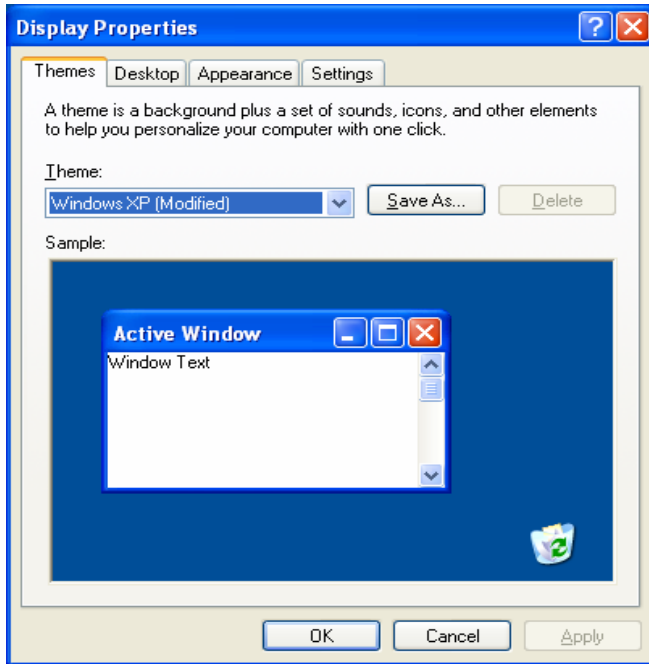 Display Properties
Themes Desktop Appearance Settings
A theme is a background plus a set of sounds, icons, and other elements
to help you personalize your computer with one click.
Theme:
Windows XP (Modified) Save As... Delete
Sample:
Active Window
Window Text
OK Cancel Apply